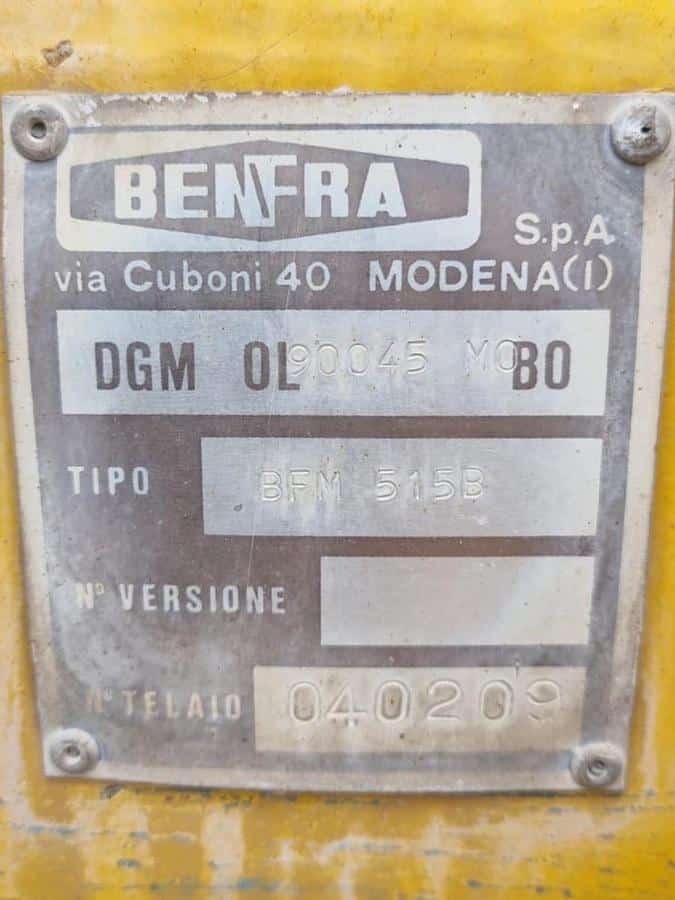 BENFRA
S.p.A.
via Cuboni 40 MODENA(I)
DGM OL 90045 MO BO
TIPO BFM 515B
N° VERSIONE
N° TELAIO 040209